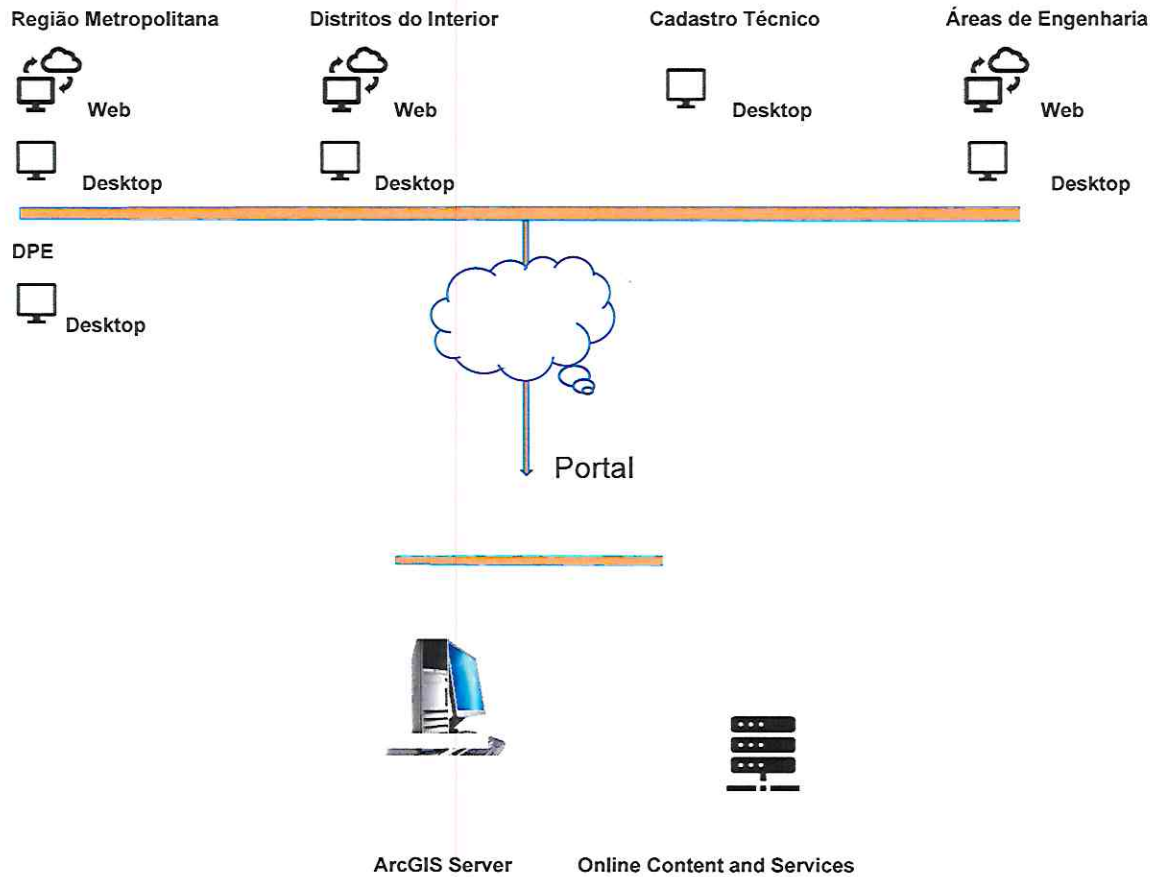 Região Metropolitana
Distritos do Interior
Cadastro Técnico
Áreas de Engenharia
Web
Web
Desktop
Web
Desktop
Desktop
Desktop
DPE
Desktop
Portal
ArcGIS Server
Online Content and Services